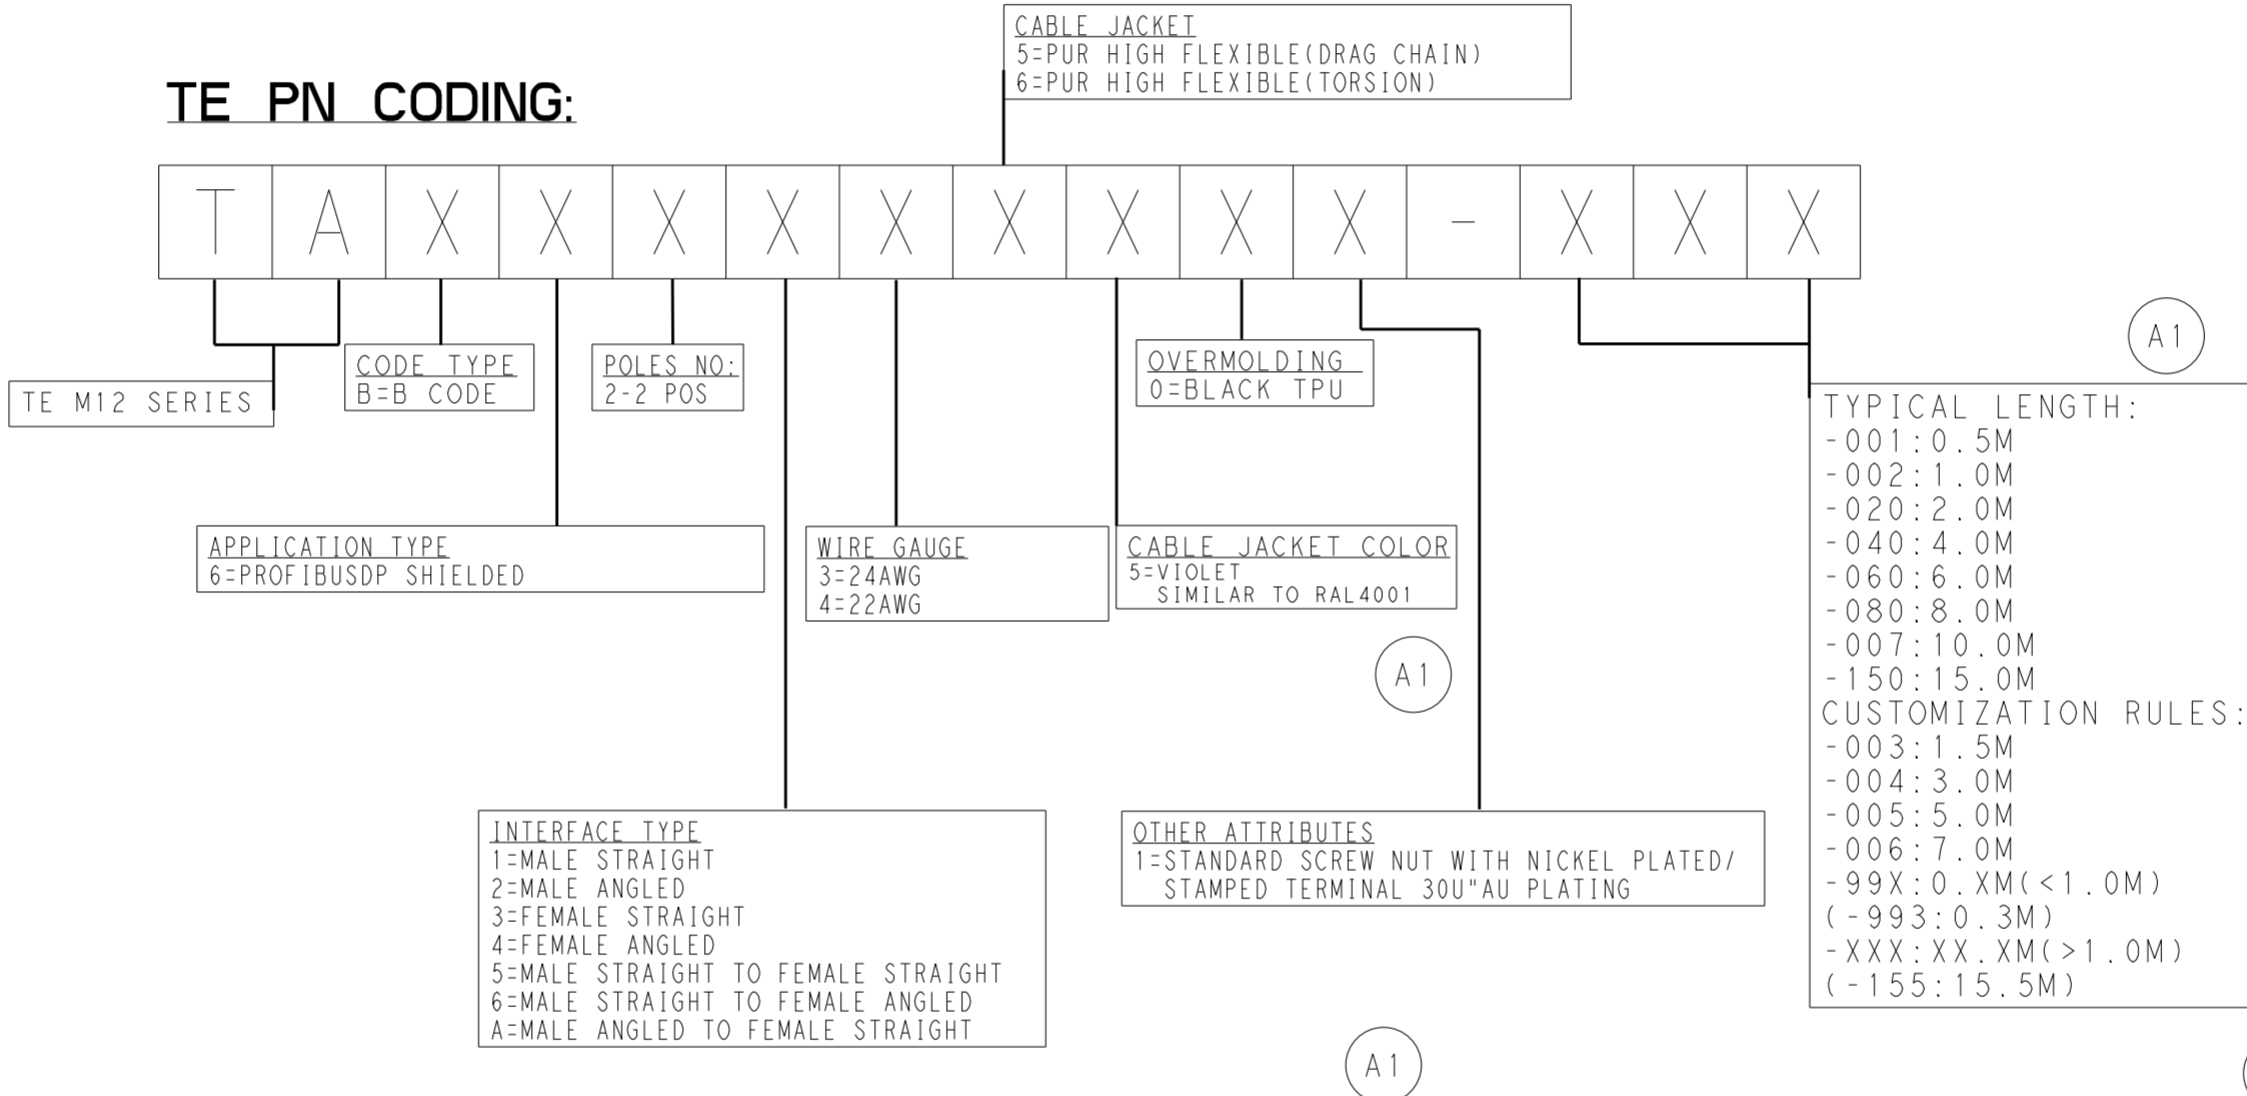 CABLE JACKET
5=PUR HIGH FLEXIBLE(DRAG CHAIN)
6=PUR HIGH FLEXIBLE(TORSION)
TE PN CODING:
T A X X X X X X X X X - X X X
A1
CODE TYPE
B=B CODE
POLES NO:
2-2 POS
OVERMOLDING
0=BLACK TPU
TE M12 SERIES
TYPICAL LENGTH:
-001:0.5M
-002:1.0M
-020:2.0M
-040:4.0M
-060:6.0M
-080:8.0M
-007:10.0M
-150:15.0M
CUSTOMIZATION RULES:
-003:1.5M
-004:3.0M
-005:5.0M
-006:7.0M
-99X:0.XM(<1.0M)
(-993:0.3M)
-XXX:XX.XM(>1.0M)
(-155:15.5M)
APPLICATION TYPE
6=PROFIBUSDP SHIELDED
WIRE GAUGE
3=24AWG
4=22AWG
CABLE JACKET COLOR
5=VIOLET
SIMILAR TO RAL4001
A1
INTERFACE TYPE
1=MALE STRAIGHT
2=MALE ANGLED
3=FEMALE STRAIGHT
4=FEMALE ANGLED
5=MALE STRAIGHT TO FEMALE STRAIGHT
6=MALE STRAIGHT TO FEMALE ANGLED
A=MALE ANGLED TO FEMALE STRAIGHT
OTHER ATTRIBUTES
1=STANDARD SCREW NUT WITH NICKEL PLATED/
STAMPED TERMINAL 30U"AU PLATING
A1